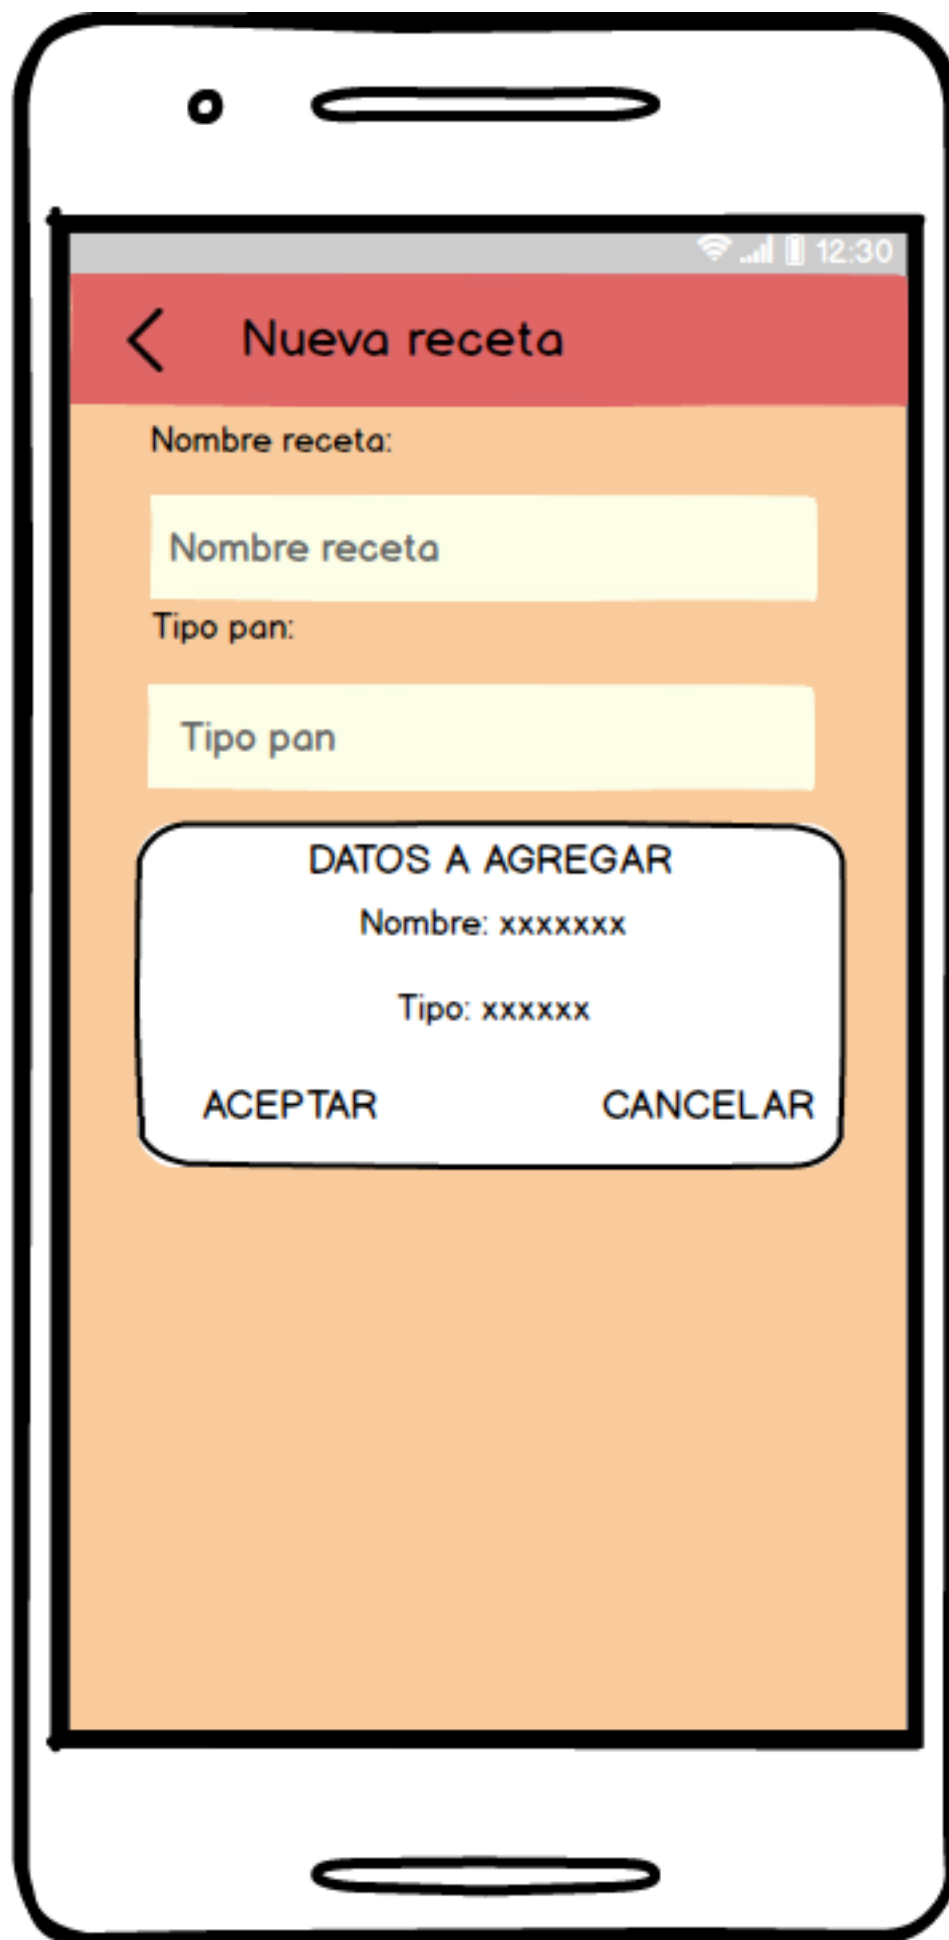 12:30
Nueva receta
Nombre receta:
Nombre receta
Tipo pan:
Tipo pan
DATOS A AGREGAR
Nombre: xxxxxxx
Tipo: xxxxxx
ACEPTAR CANCELAR